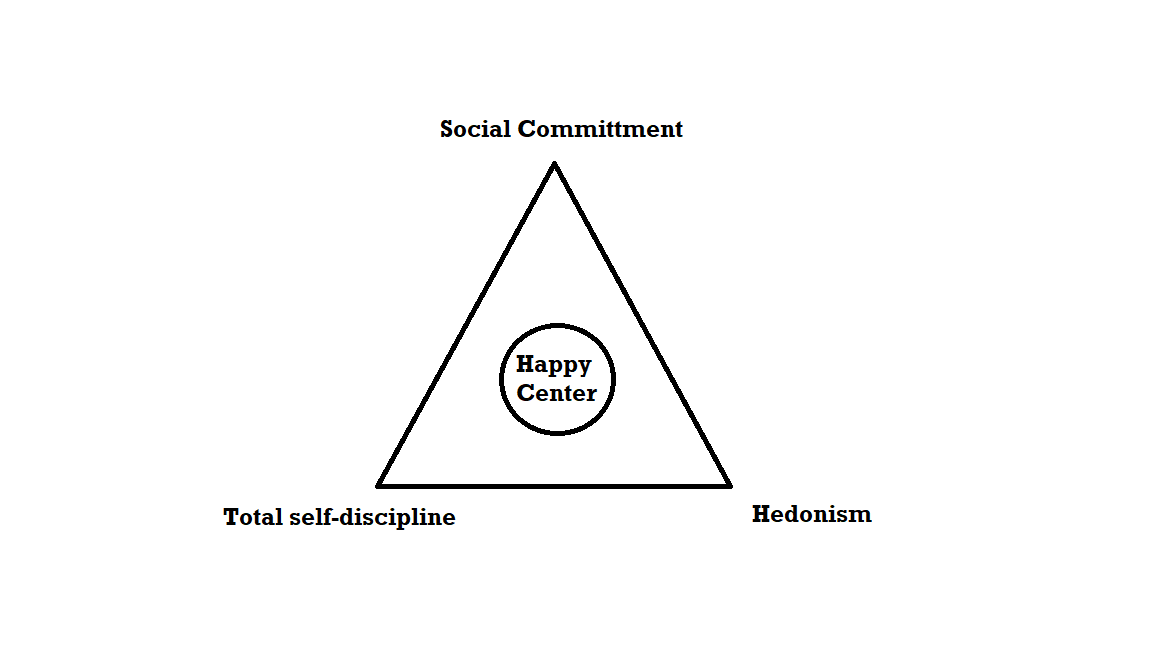 Social Committment
Happy
Center
Total self-discipline
Hedonism